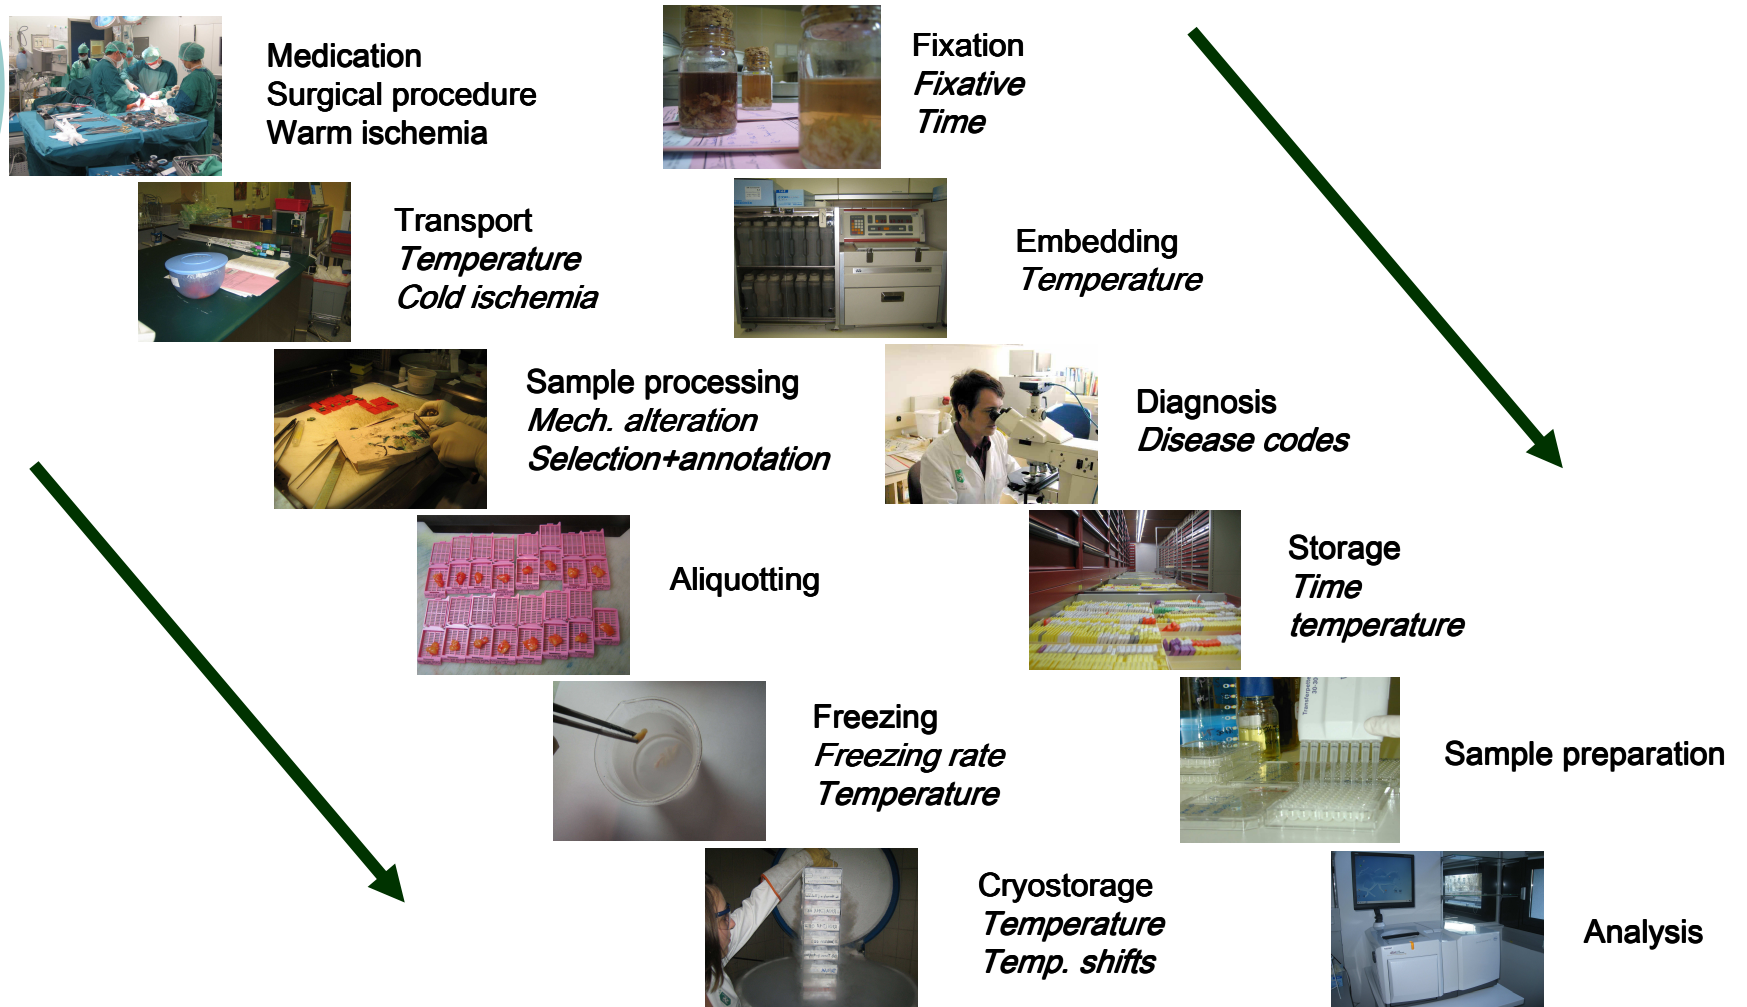 Medication
Surgical procedure
Warm ischemia
Transport
Temperature
Cold ischemia
Sample processing
Mech. alteration
Selection+annotation
Aliquotting
Freezing
Freezing rate
Temperature
Cryostorage
Temperature
Temp. shifts
Fixation
Fixative
Time
Embedding
Temperature
Diagnosis
Disease codes
Storage
Time
temperature
Sample preparation
Analysis